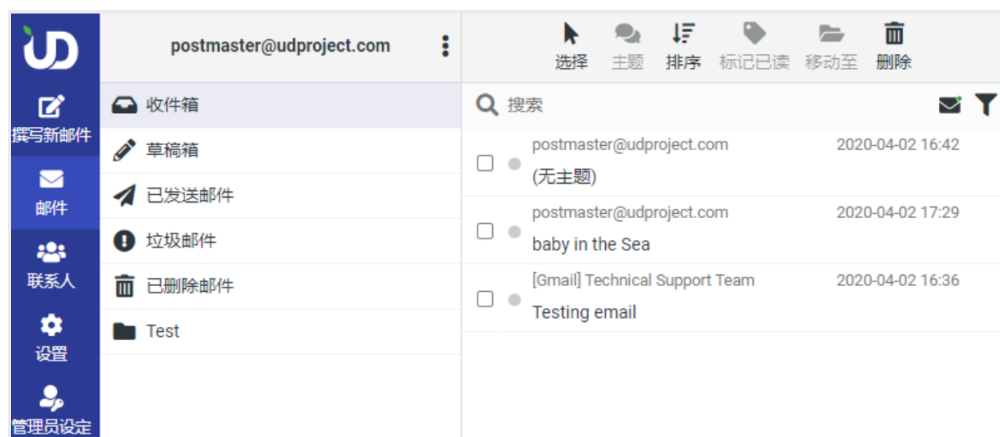 UD
撰写新邮件
邮件
联系人
设置
管理员设定
postmaster@udproject.com
收件箱
草稿箱
已发送邮件
垃圾邮件
已删除邮件
Test
选择 主题 排序 标记已读 移动至 删除
搜索
postmaster@udproject.com 2020-04-02 16:42
(无主题)
postmaster@udproject.com 2020-04-02 17:29
baby in the Sea
[Gmail] Technical Support Team 2020-04-02 16:36
Testing email